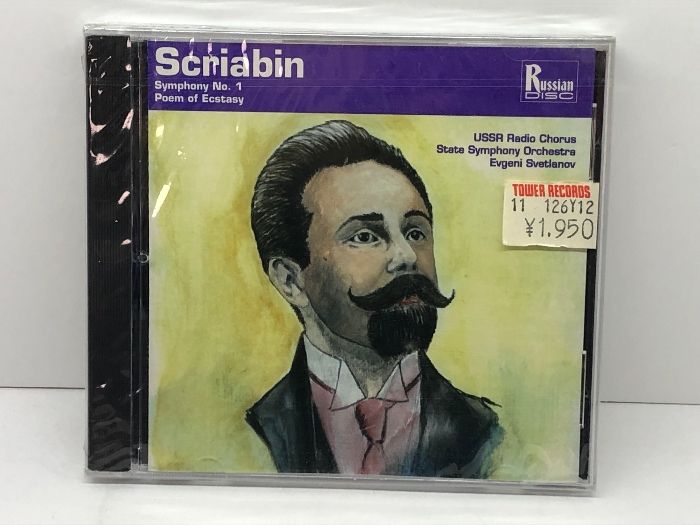 Scriabin
Symphony No. 1
Poem of Ecstasy
Russian
DISC
USSR Radio Chorus
State Symphony Orchestra
Evgeni Svetlanov
TOWER RECORDS
11 126Y12
¥1.950